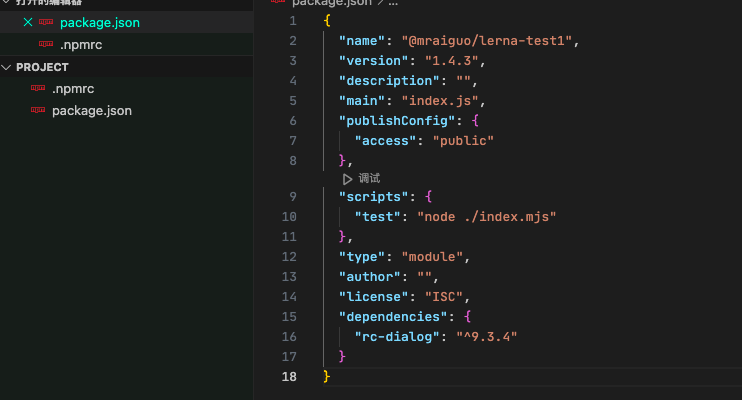 打开的编辑器
package.json
.npmrc
PROJECT
.npmrc
package.json
package.json / ...
1 {
2 "name": "@mraiguo/lerna-test1",
3 "version": "1.4.3",
4 "description": "",
5 "main": "index.js",
6 "publishConfig": {
7 "access": "public"
8 },
调试
9 "scripts": {
10 "test": "node ./index.mjs"
11 },
12 "type": "module",
13 "author": "",
14 "license": "ISC",
15 "dependencies": {
16 "rc-dialog": "^9.3.4"
17 }
18 }